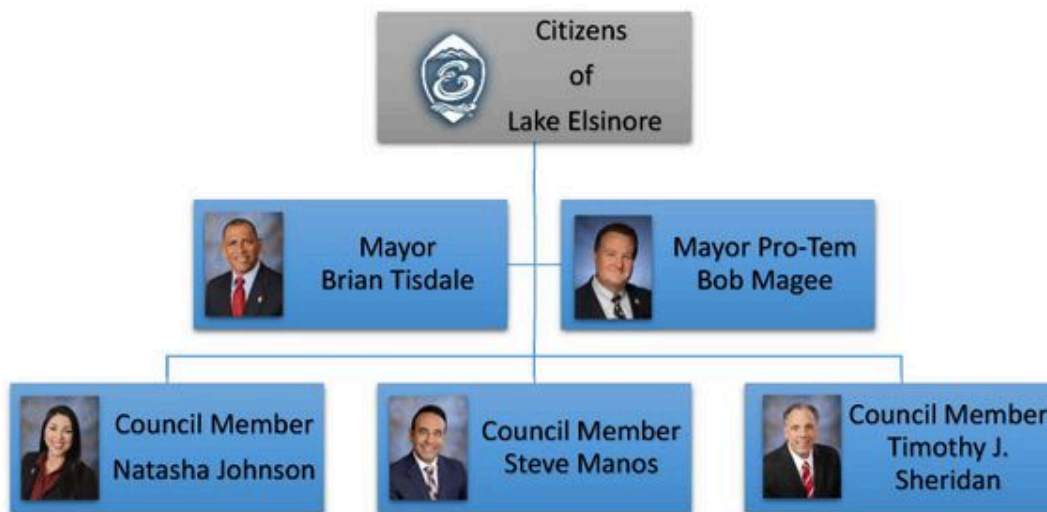 Citizens
of
Lake Elsinore
Mayor
Brian Tisdale
Mayor Pro-Tem
Bob Magee
Council Member
Natasha Johnson
Council Member
Steve Manos
Council Member
Timothy J.
Sheridan